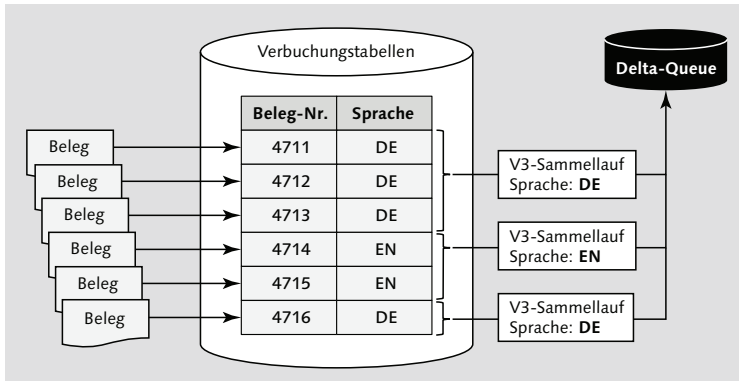 Verbuchungstabellen
Delta-Queue
Beleg-Nr. Sprache
Beleg 4711 DE
Beleg 4712 DE
Beleg 4713 DE
Beleg 4714 EN
Beleg 4715 EN
Beleg 4716 DE
V3-Sammellauf
Sprache: DE
V3-Sammellauf
Sprache: EN
V3-Sammellauf
Sprache: DE